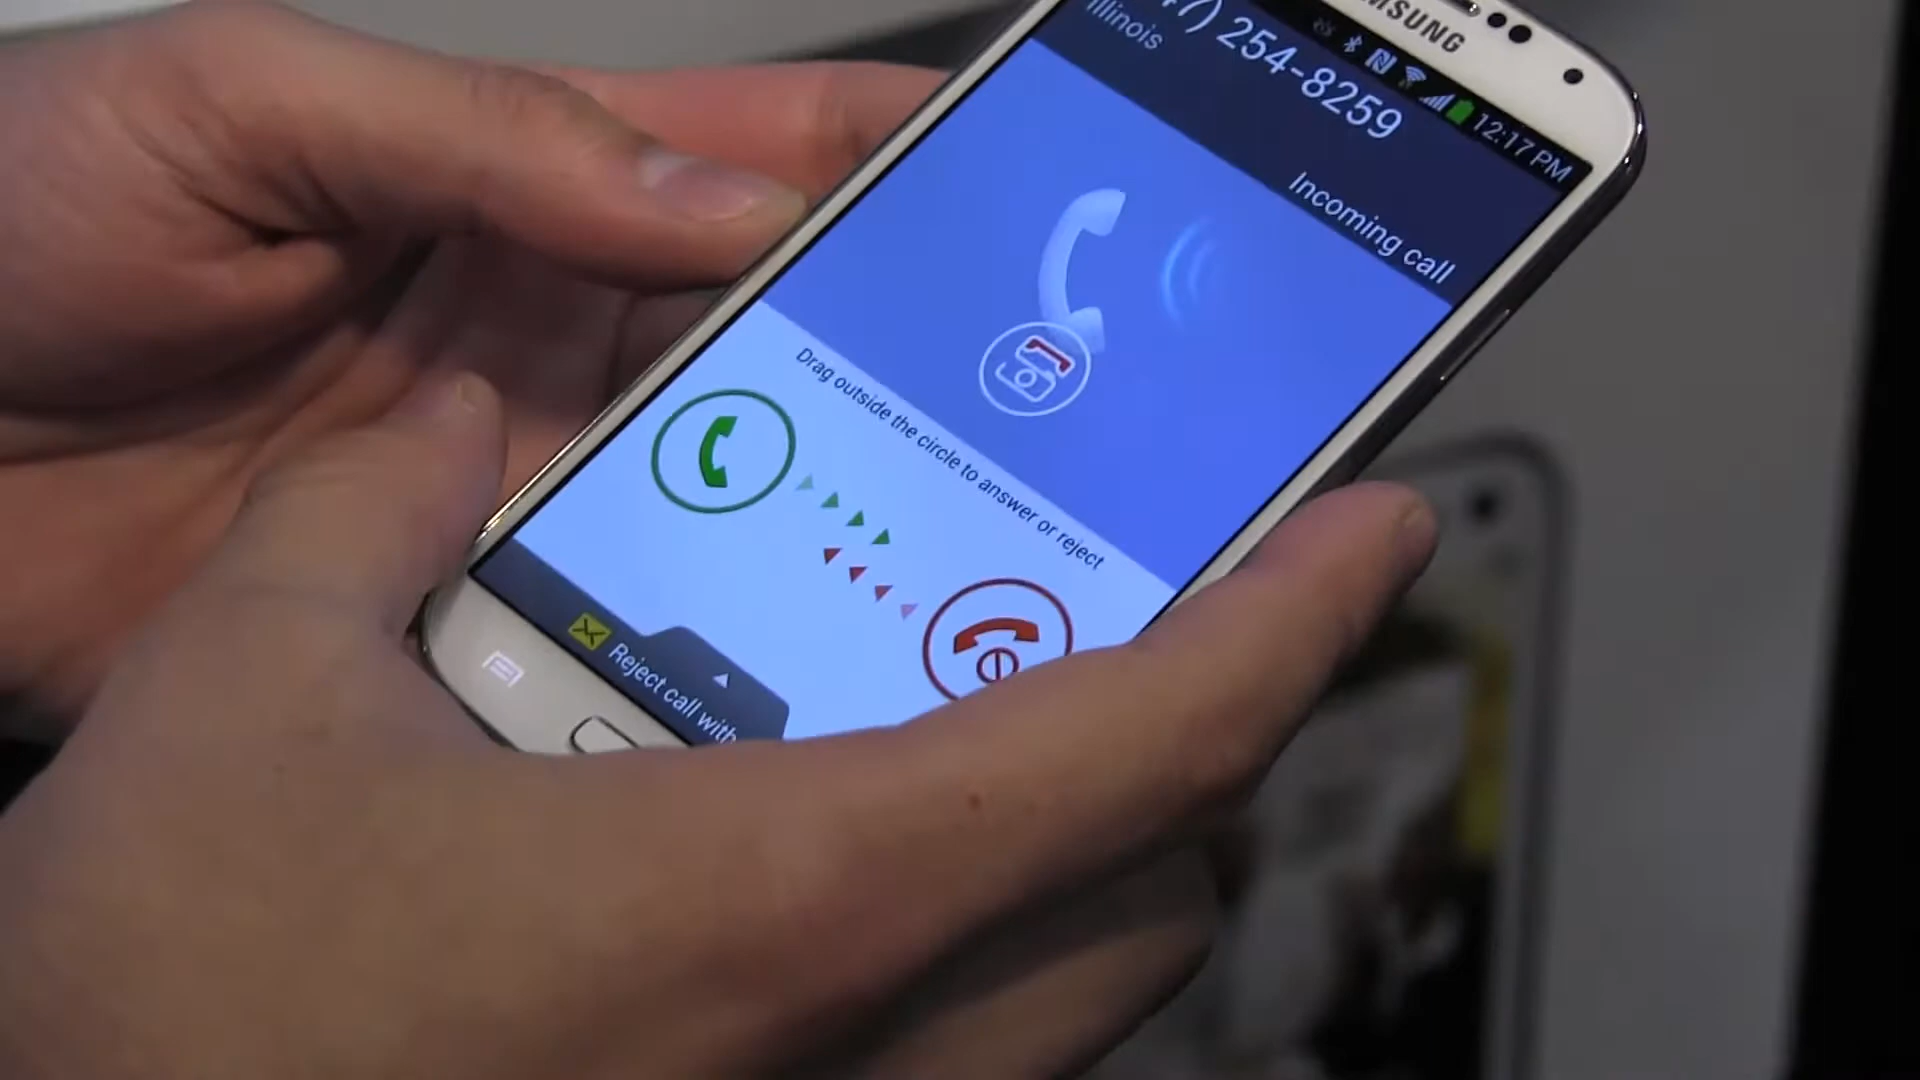 SAMSUNG
12:17 PM
7) 254-8259
Illinois
Incoming call
Drag outside the circle to answer or reject
Reject call with